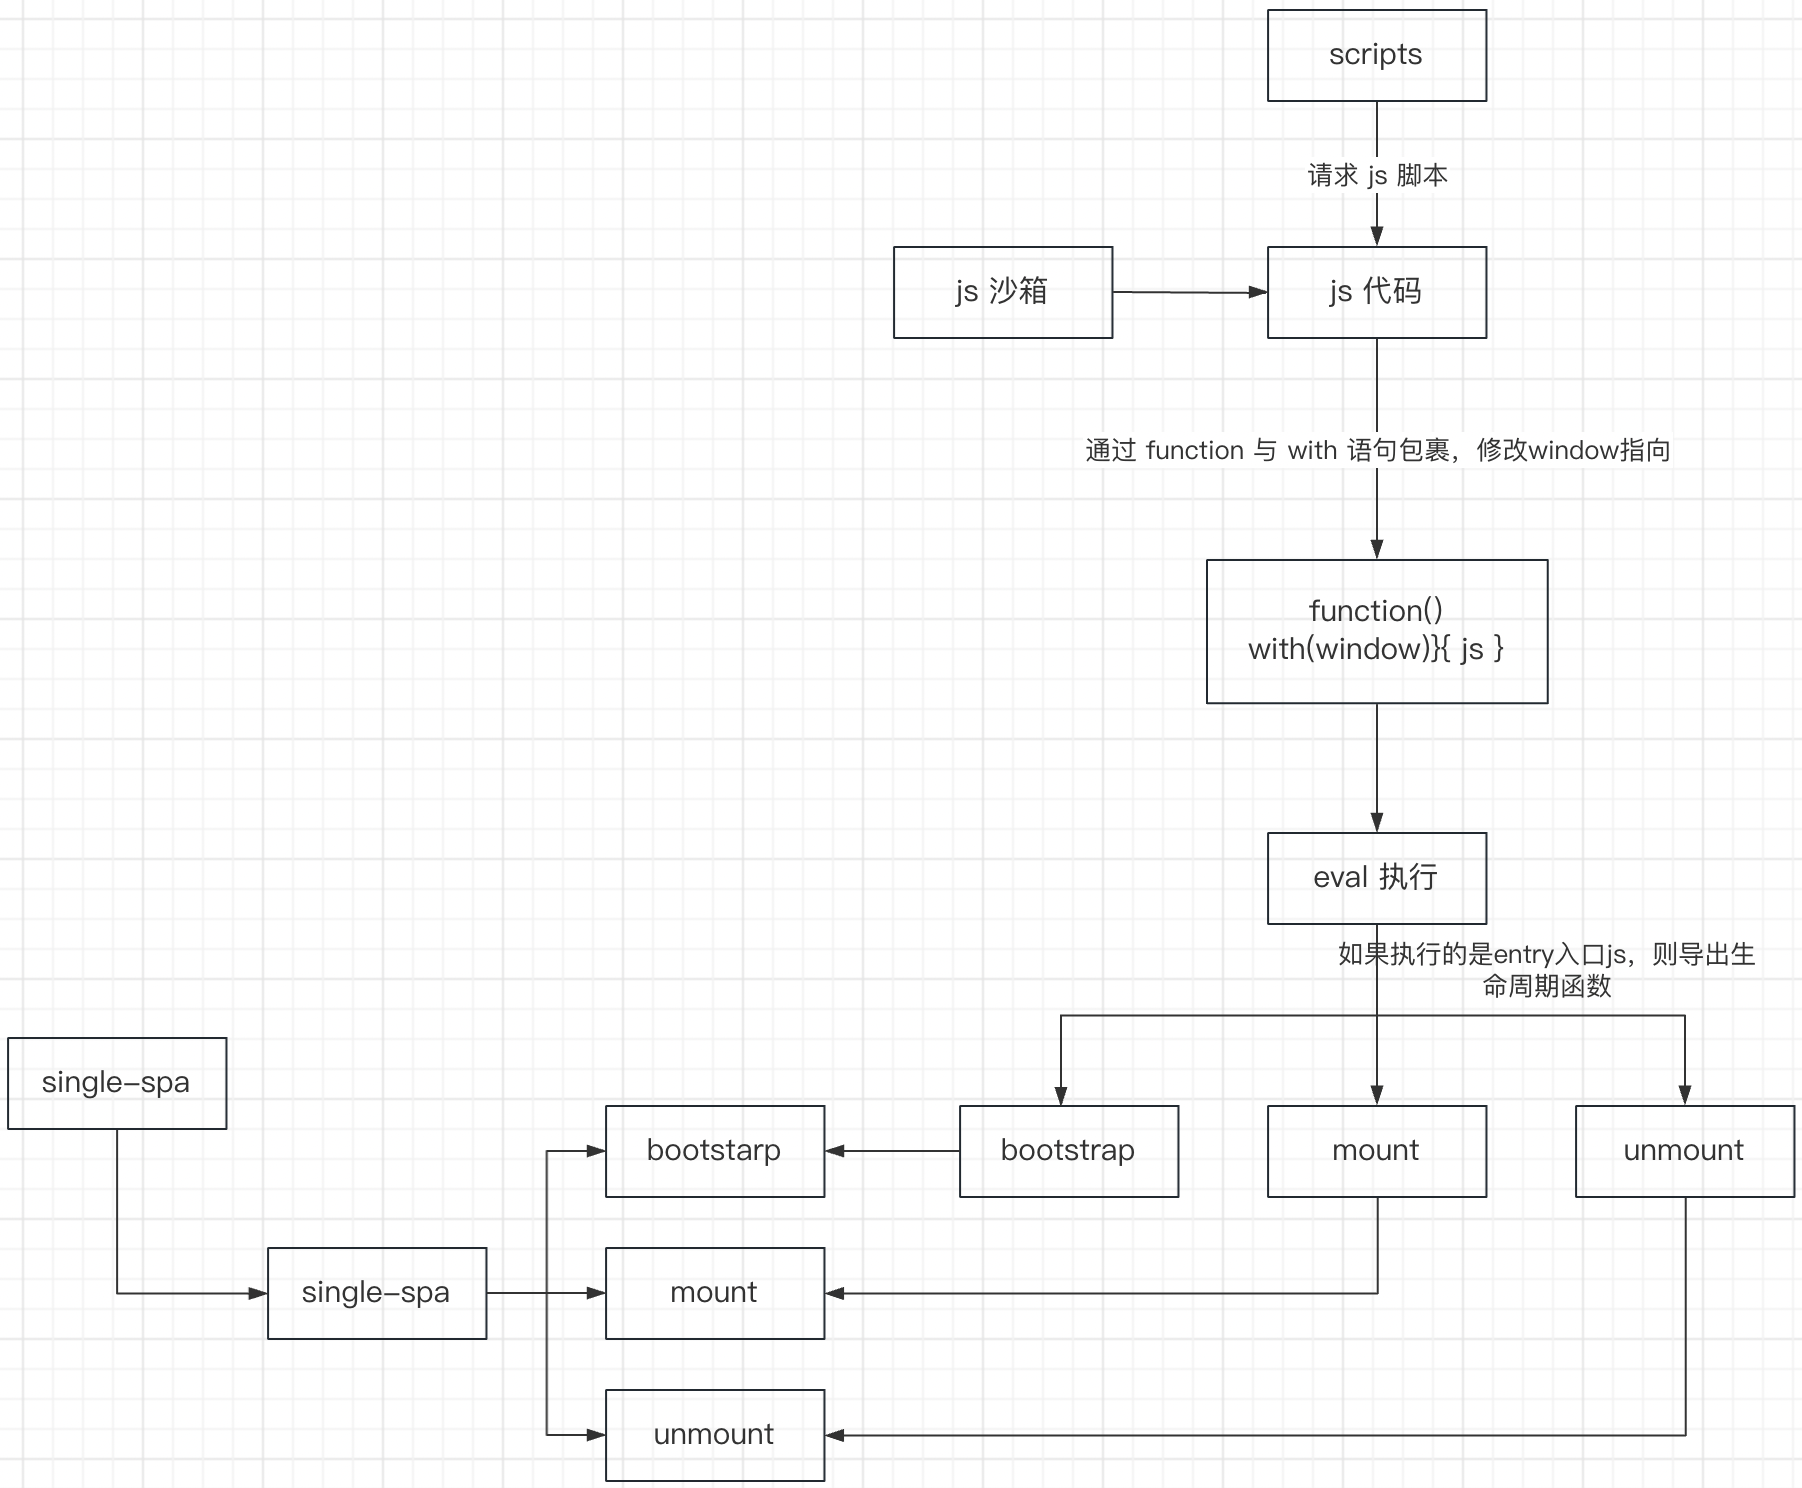 scripts
请求 js 脚本
js 沙箱
js 代码
通过 function 与 with 语句包裹，修改window指向
function()
with(window)}{ js }
eval 执行
如果执行的是entry入口js，则导出生
命周期函数
single-spa
bootstarp
bootstrap
mount
unmount
single-spa
mount
unmount